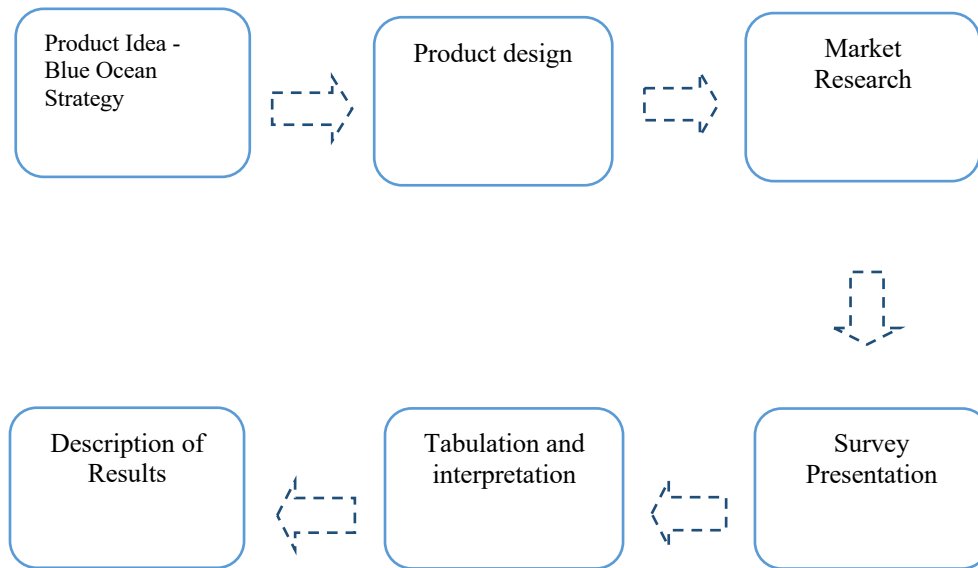 Product Idea -
Blue Ocean
Strategy
Product design
Market
Research
Survey
Presentation
Tabulation and
interpretation
Description of
Results